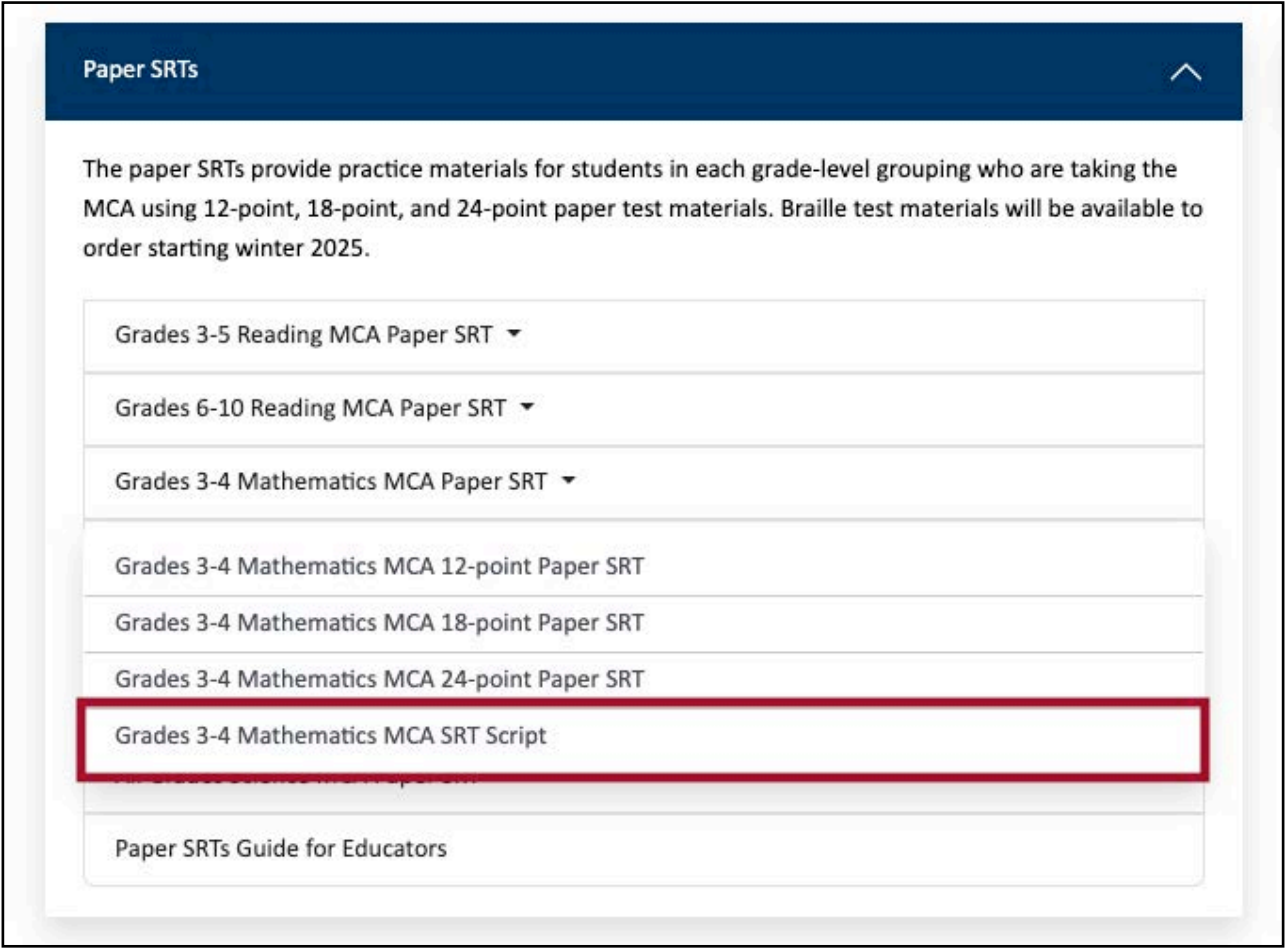 Paper SRTs
The paper SRTs provide practice materials for students in each grade-level grouping who are taking the
MCA using 12-point, 18-point, and 24-point paper test materials. Braille test materials will be available to
order starting winter 2025.
Grades 3-5 Reading MCA Paper SRT
Grades 6-10 Reading MCA Paper SRT
Grades 3-4 Mathematics MCA Paper SRT
Grades 3-4 Mathematics MCA 12-point Paper SRT
Grades 3-4 Mathematics MCA 18-point Paper SRT
Grades 3-4 Mathematics MCA 24-point Paper SRT
Grades 3-4 Mathematics MCA SRT Script
Paper SRTs Guide for Educators